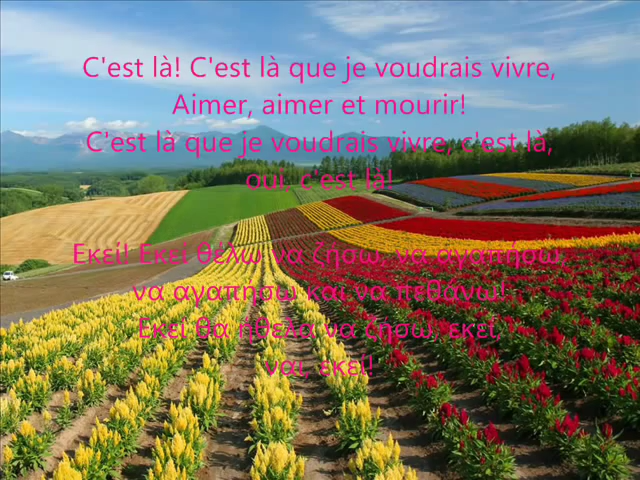 C'est là! C'est là que je voudrais vivre,
Aimer, aimer et mourir!
C'est là que je voudrais vivre, c'est là,
oui, c'est là!
Εκεί! Εκεί θέλω να ζήσω, να αγαπήσω,
να αγαπήσω και να πεθάνω!
Εκεί θα ήθελα να ζήσω, εκεί,
ναι, εκεί!